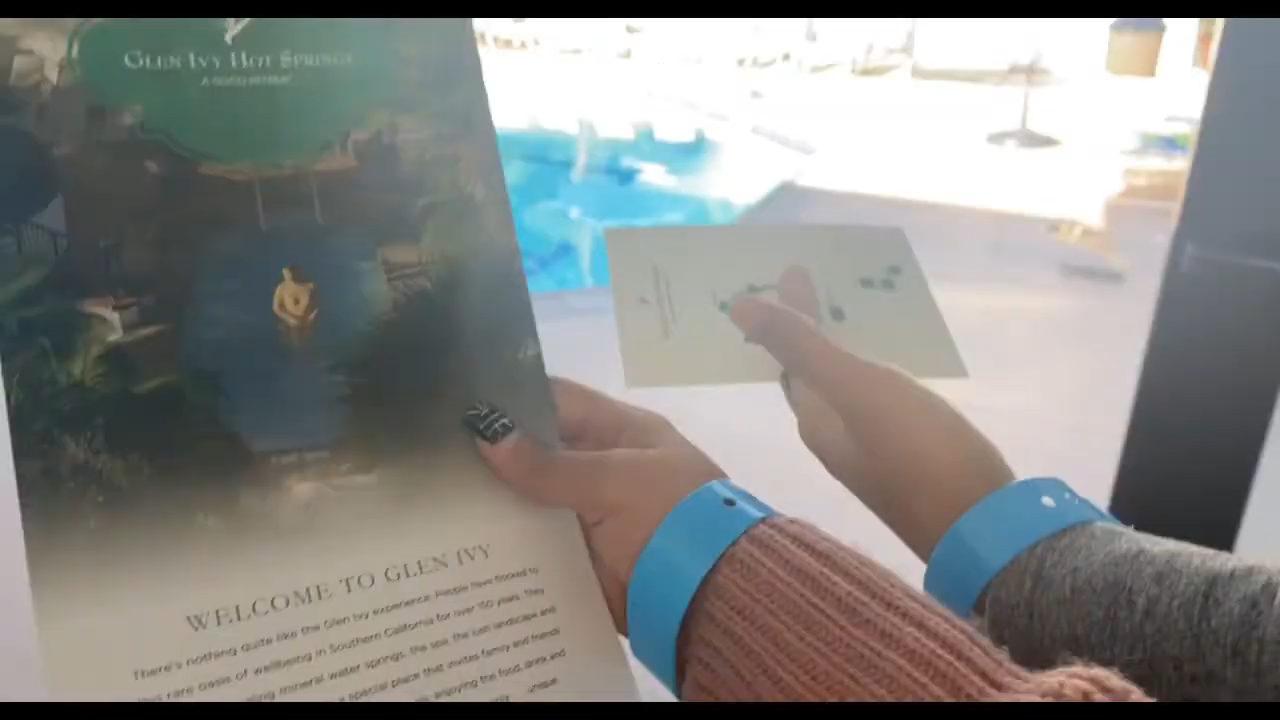 GLEN IVY HOT SPRINGS
WELCOME TO GLEN IVY
There's nothing quite like the Glen Ivy experience. People have flocked to
this rare oasis of wellbeing in Southern California for over 150 years. They
mineral water springs, the spa, the lush landscape and
special place that invites family and friends
enjoying the food, drink and
unique